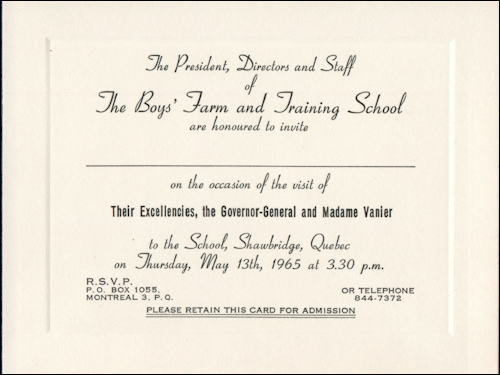 The President, Directors and Staff
of
The Boys' Farm and Training School
are honoured to invite
on the occasion of the visit of
Their Excellencies, the Governor-General and Madame Vanier
to the School, Shawbridge, Quebec
on Thursday, May 13th, 1965 at 3.30 p.m.
R.S.V.P.
P.O. BOX 1055,
MONTREAL 3, P.Q.
OR TELEPHONE
844-7372
PLEASE RETAIN THIS CARD FOR ADMISSION